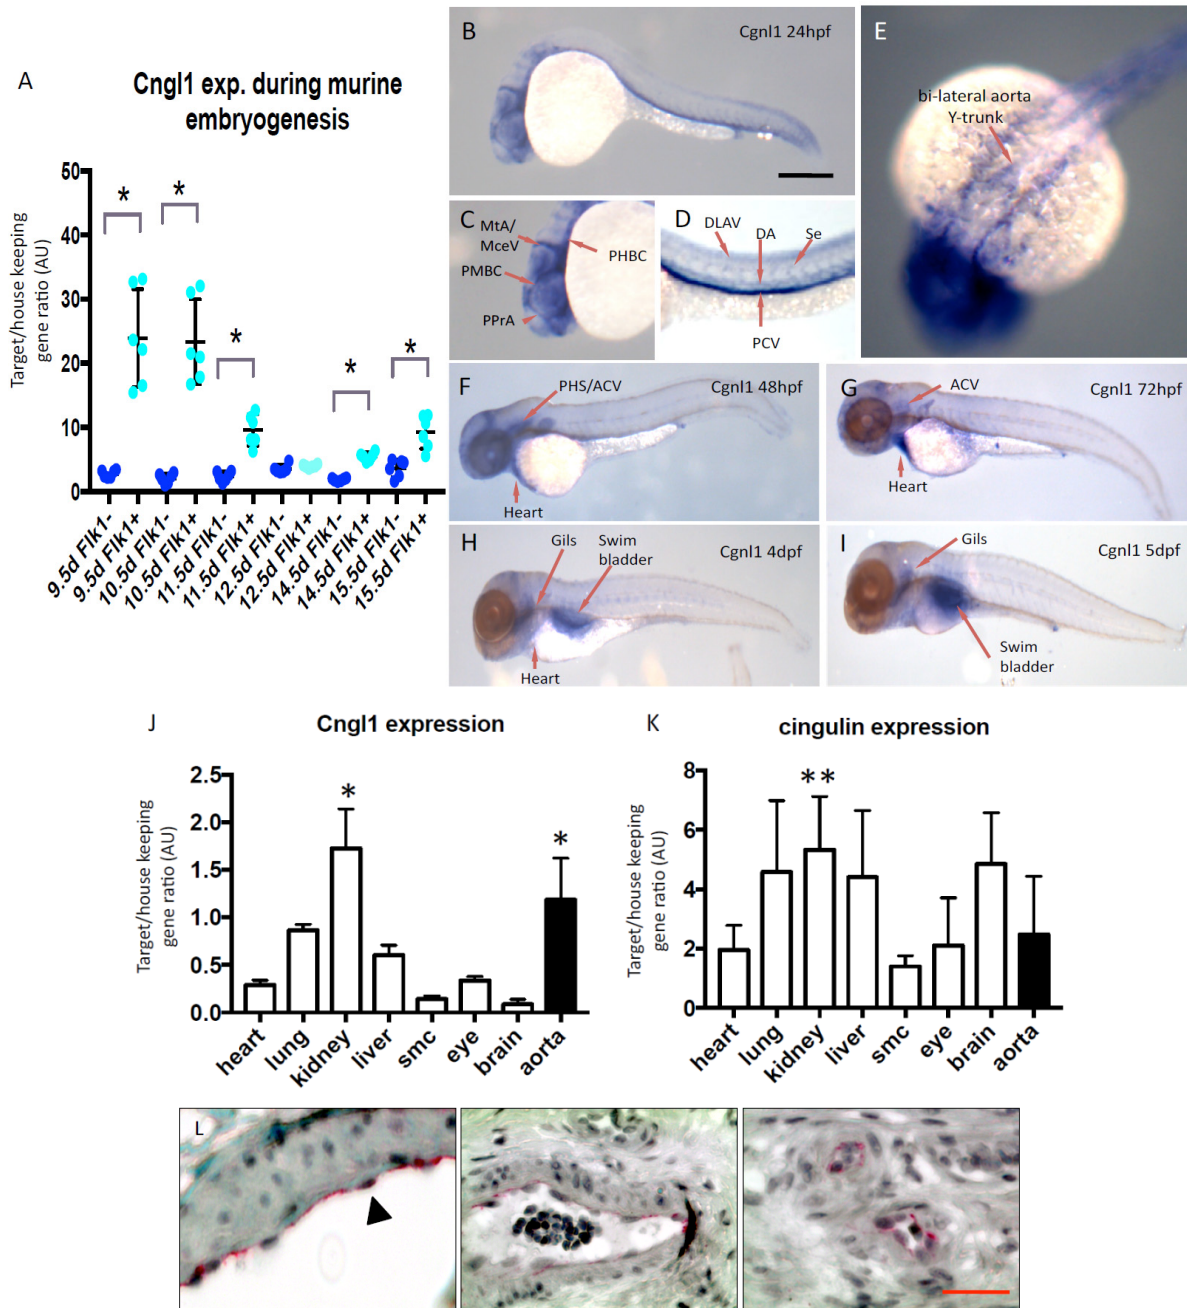 A
Cngl1 exp. during murine
embryogenesis
Target/house keeping
gene ratio (AU)
50
40
30
20
10
0
*
*
*
*
*
9.5d Flk1-
9.5d Flk1+
10.5d Flk1-
10.5d Flk1+
11.5d Flk1-
11.5d Flk1+
12.5d Flk1-
12.5d Flk1+
14.5d Flk1-
14.5d Flk1+
15.5d Flk1-
15.5d Flk1+
B
Cgnl1 24hpf
C
MtA/
MceV
PMBC
PPrA
PHBC
D
DLAV
DA
Se
PCV
E
bi-lateral aorta
Y-trunk
F
PHS/ACV
Cgnl1 48hpf
Heart
G
ACV
Cgnl1 72hpf
Heart
H
Gils
Swim
bladder
Cgnl1 4dpf
Heart
I
Gils
Cgnl1 5dpf
Swim
bladder
J
Cngl1 expression
Target/house keeping
gene ratio (AU)
2.5
2.0
1.5
1.0
0.5
0.0
*
*
heart
lung
kidney
liver
smc
eye
brain
aorta
K
cingulin expression
Target/house keeping
gene ratio (AU)
8
6
4
2
0
**
heart
lung
kidney
liver
smc
eye
brain
aorta
L